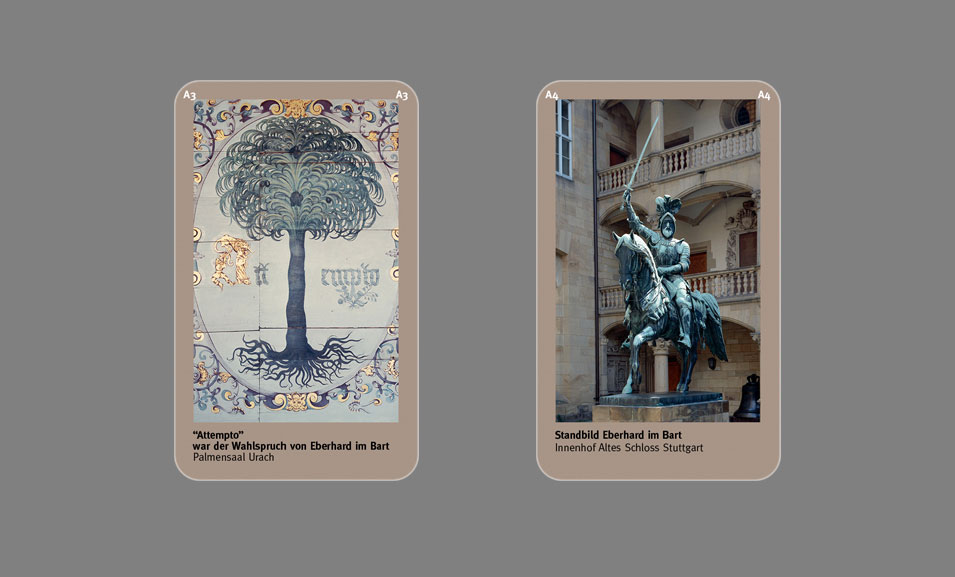 A3 A3
Attempto
“Attempto”
war der Wahlspruch von Eberhard im Bart
Palmensaal Urach
A4 A4
Standbild Eberhard im Bart
Innenhof Altes Schloss Stuttgart